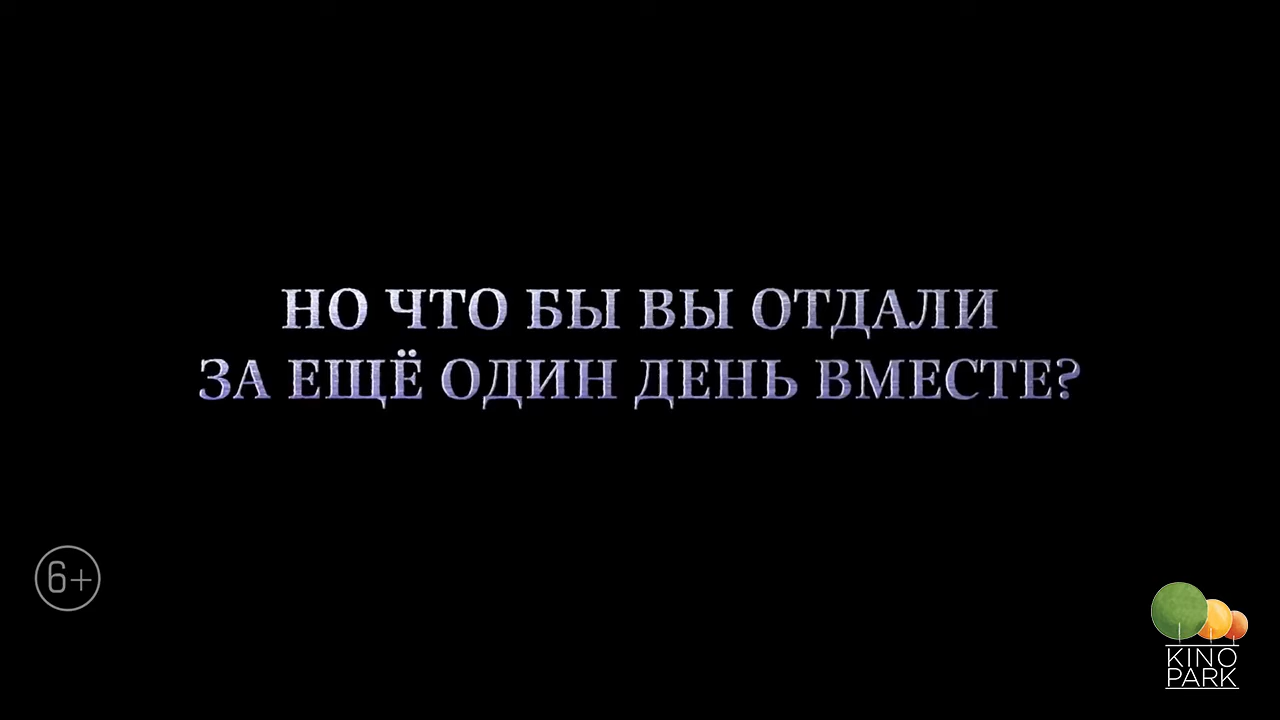 НО ЧТО БЫ ВЫ ОТДАЛИ
ЗА ЕЩЁ ОДИН ДЕНЬ ВМЕСТЕ?
6+
KINO
PARK